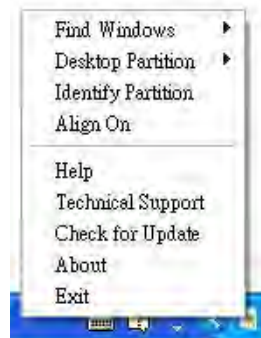 Find Windows
Desktop Partition
Identify Partition
Align On
Help
Technical Support
Check for Update
About
Exit